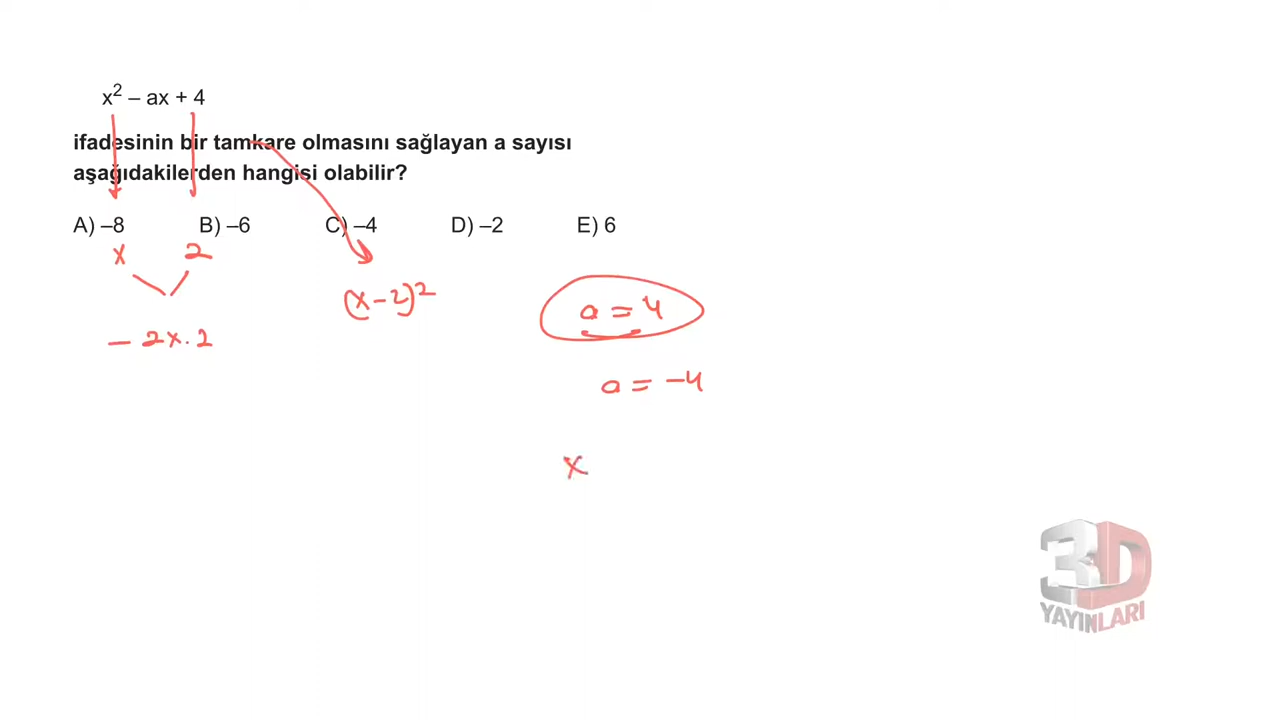 x² – ax + 4
ifadesinin bir tamkare olmasını sağlayan a sayısı
aşağıdakilerden hangisi olabilir?
A) –8 B) –6 C) –4 D) –2 E) 6
x 2
(x – 2)²
a = 4
– 2x . 2
a = –4
x
3D
YAYINLARI